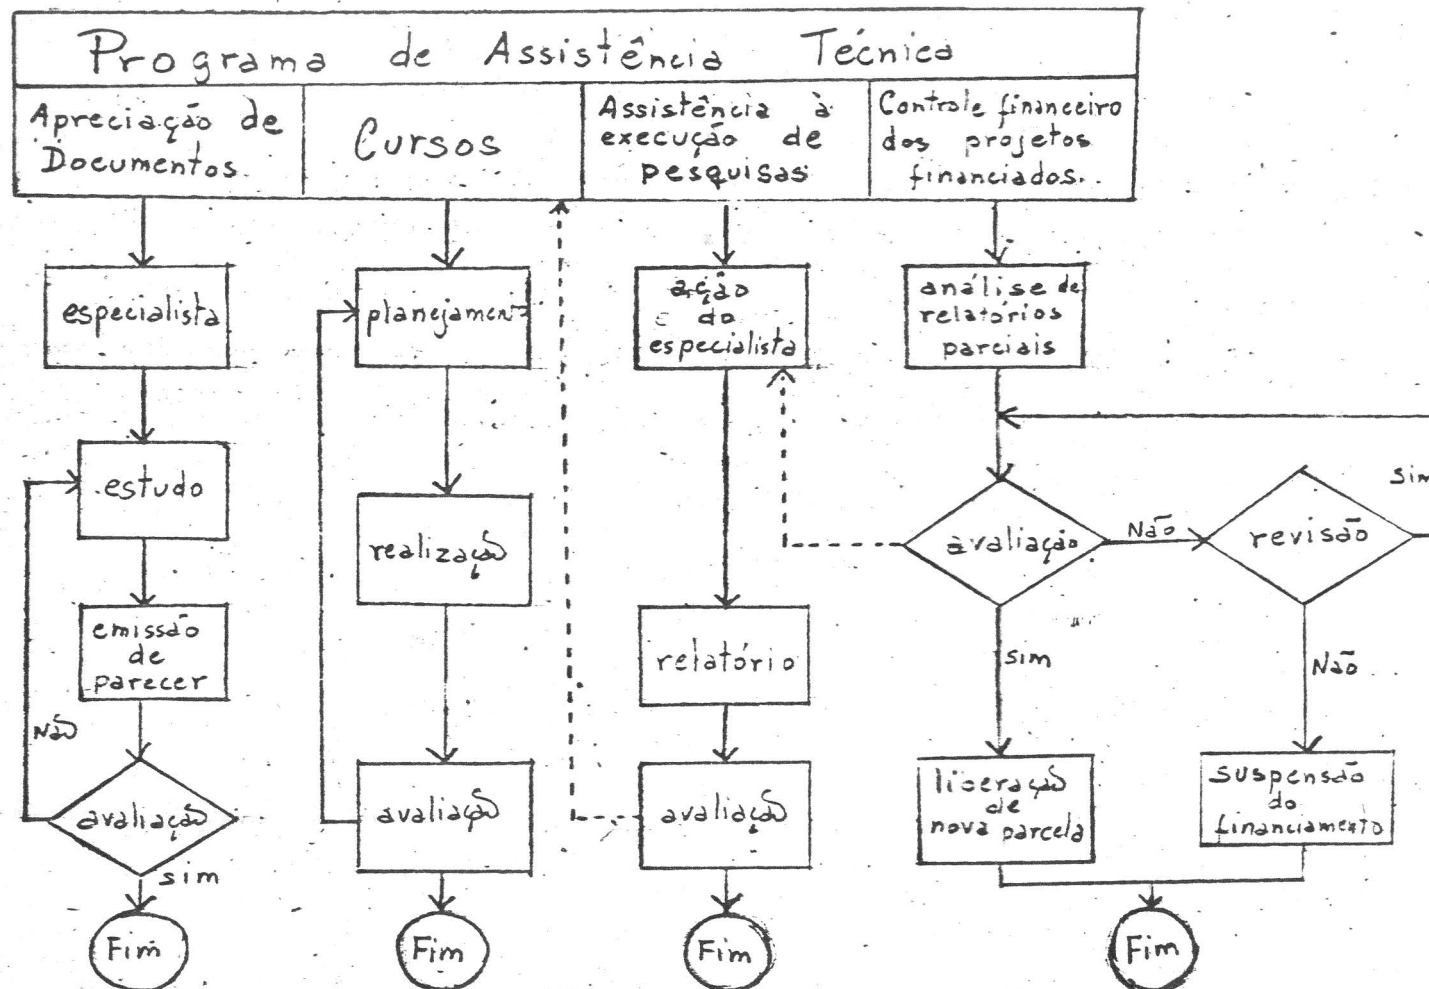 Programa de Assistência Técnica
Apreciação de
Documentos.
Cursos
Assistência à
execução de
pesquisas
Controle financeiro
dos projetos
financiados.
especialista
estudo
emissão
de
parecer
Não
avaliação
sim
Fim
planejamento
realização
avaliação
Fim
ação
do
especialista
relatório
avaliação
Fim
análise de
relatórios
parciais
avaliação
Não
revisão
Sim
sim
Não
liberação
de
nova parcela
suspensão
do
financiamento
Fim